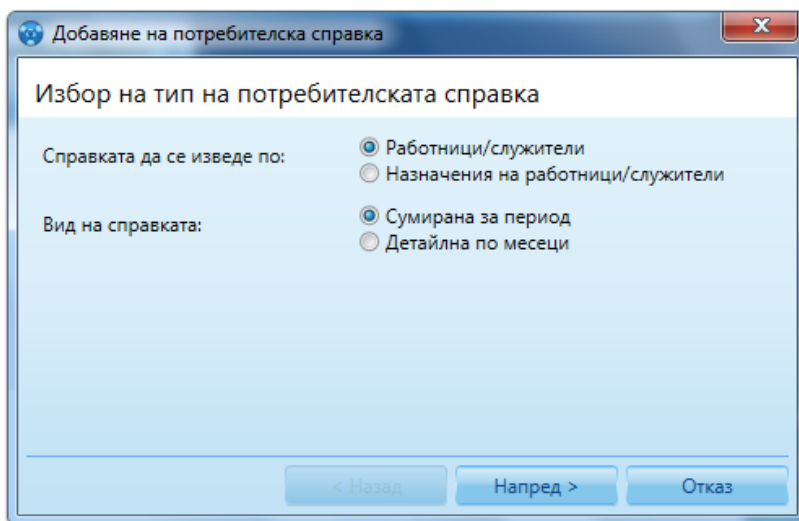 Добавяне на потребителска справка
Избор на тип на потребителската справка
Справката да се изведе по:
Работници/служители
Назначения на работници/служители
Вид на справката:
Сумирана за период
Детайлна по месеци
< Назад
Напред >
Отказ